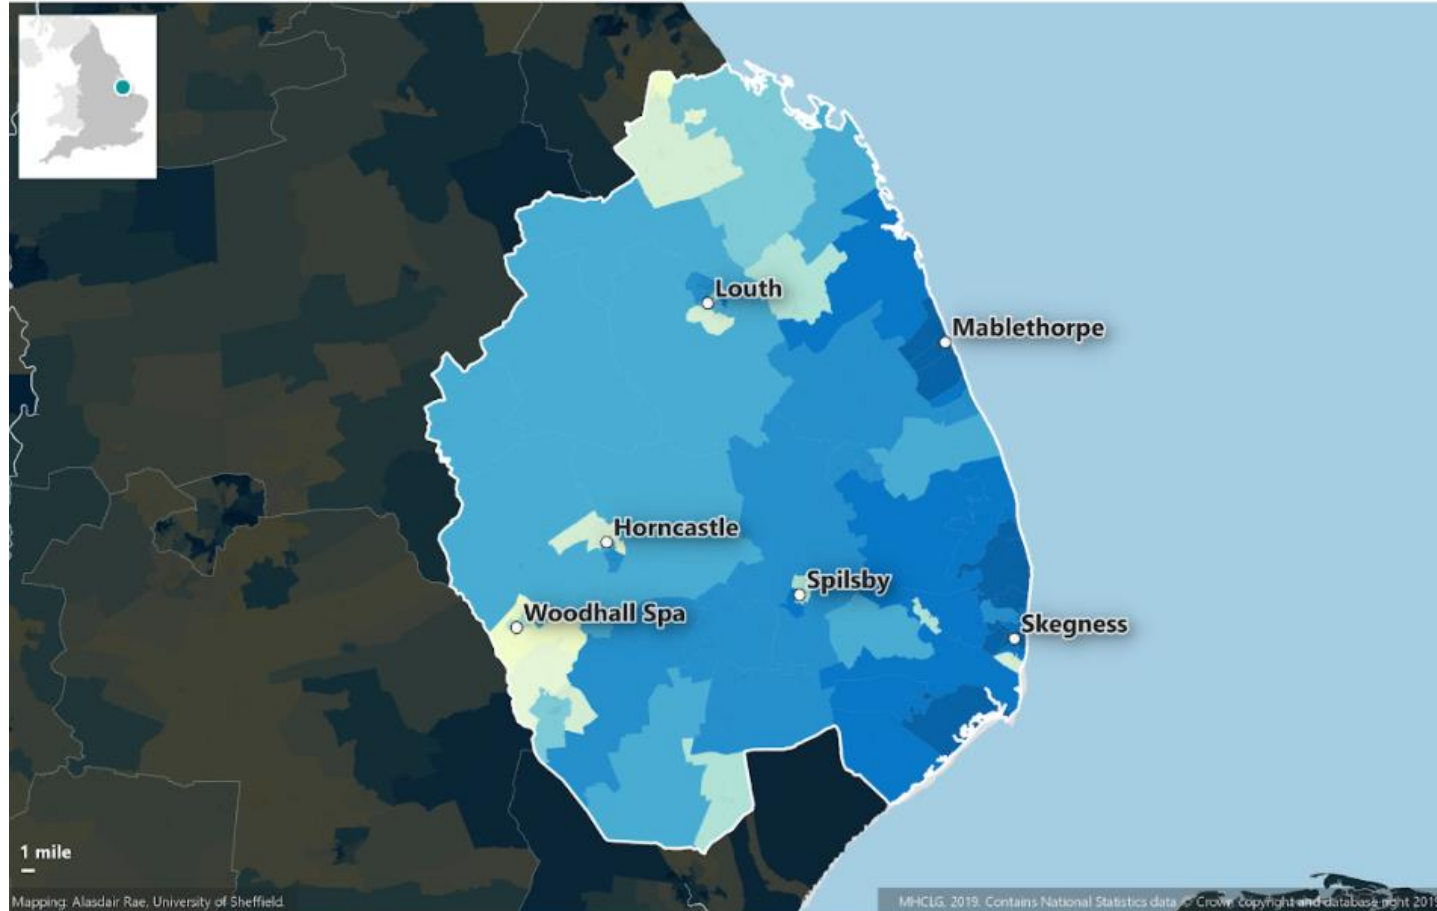 Louth
Mablethorpe
Horncastle
Spilsby
Woodhall Spa
Skegness
1 mile
Mapping: Alasdair Rae, University of Sheffield.
MHCLG, 2019. Contains National Statistics data. © Crown copyright and database right 2019